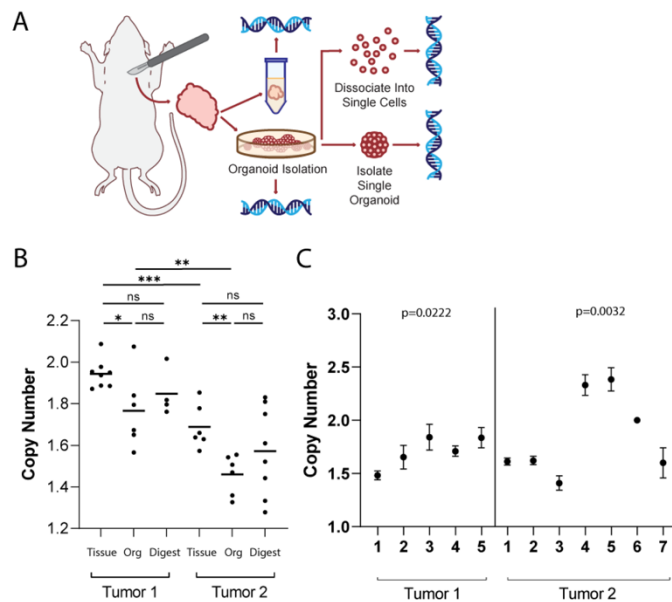 A
Dissociate Into
Single Cells
Organoid Isolation
Isolate
Single
Organoid
B
**
***
ns ns
* ns ** ns
Copy Number
2.2
2.0
1.8
1.6
1.4
1.2
Tissue Org Digest Tissue Org Digest
Tumor 1 Tumor 2
C
p=0.0222 p=0.0032
Copy Number
3.0
2.5
2.0
1.5
1.0
1 2 3 4 5 1 2 3 4 5 6 7
Tumor 1 Tumor 2